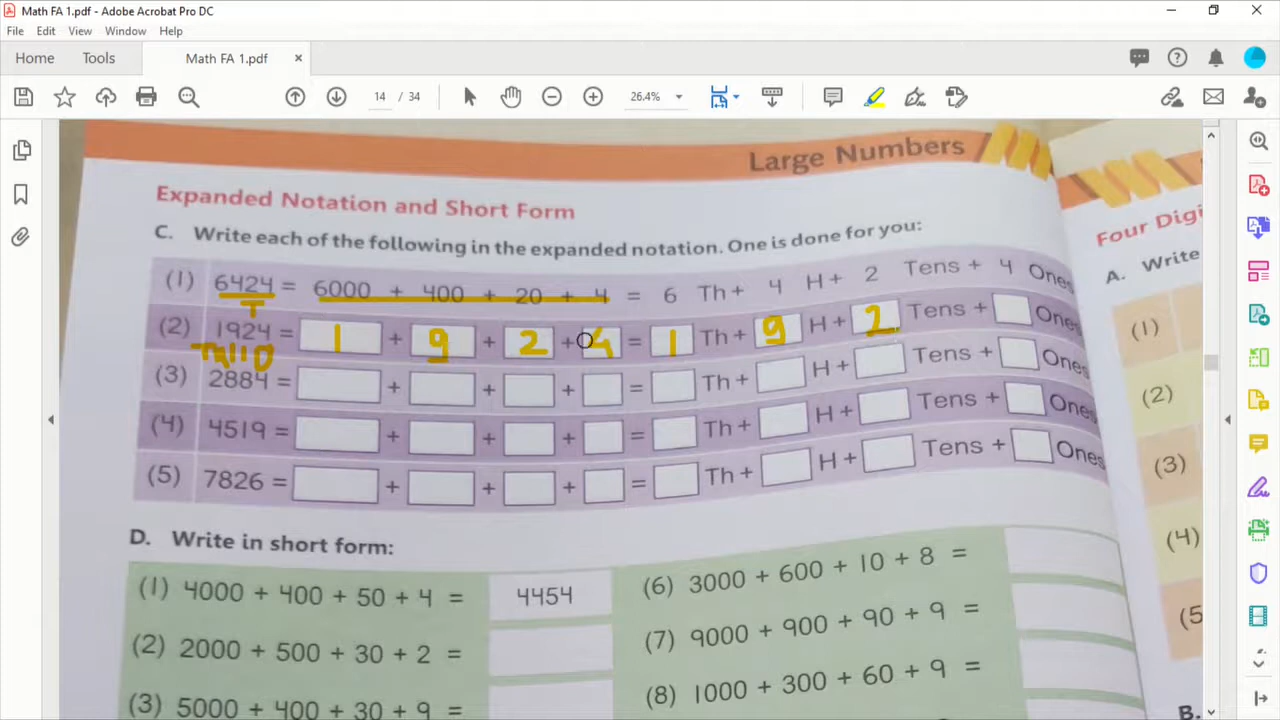 Math FA 1.pdf - Adobe Acrobat Pro DC
File Edit View Window Help
Home Tools Math FA 1.pdf ×
14 / 34 26.4%
Large Numbers
Expanded Notation and Short Form
C. Write each of the following in the expanded notation. One is done for you:
(1) 6424 = 6000 + 400 + 20 + 4 = 6 Th + 4 H + 2 Tens + 4 Ones
(2) 1924 = 1 + 9 + 2 + 4 = 1 Th + 9 H + 2 Tens + Ones
(3) 2884 = + + + = Th + H + Tens + Ones
(4) 4519 = + + + = Th + H + Tens + Ones
(5) 7826 = + + + = Th + H + Tens + Ones
D. Write in short form:
(1) 4000 + 400 + 50 + 4 = 4454
(2) 2000 + 500 + 30 + 2 =
(3) 5000 + 400 + 30 + 9 =
(6) 3000 + 600 + 10 + 8 =
(7) 9000 + 900 + 90 + 9 =
(8) 1000 + 300 + 60 + 9 =
Four Digi
A. Write
(1)
(2)
(3)
(4)
(5
B.